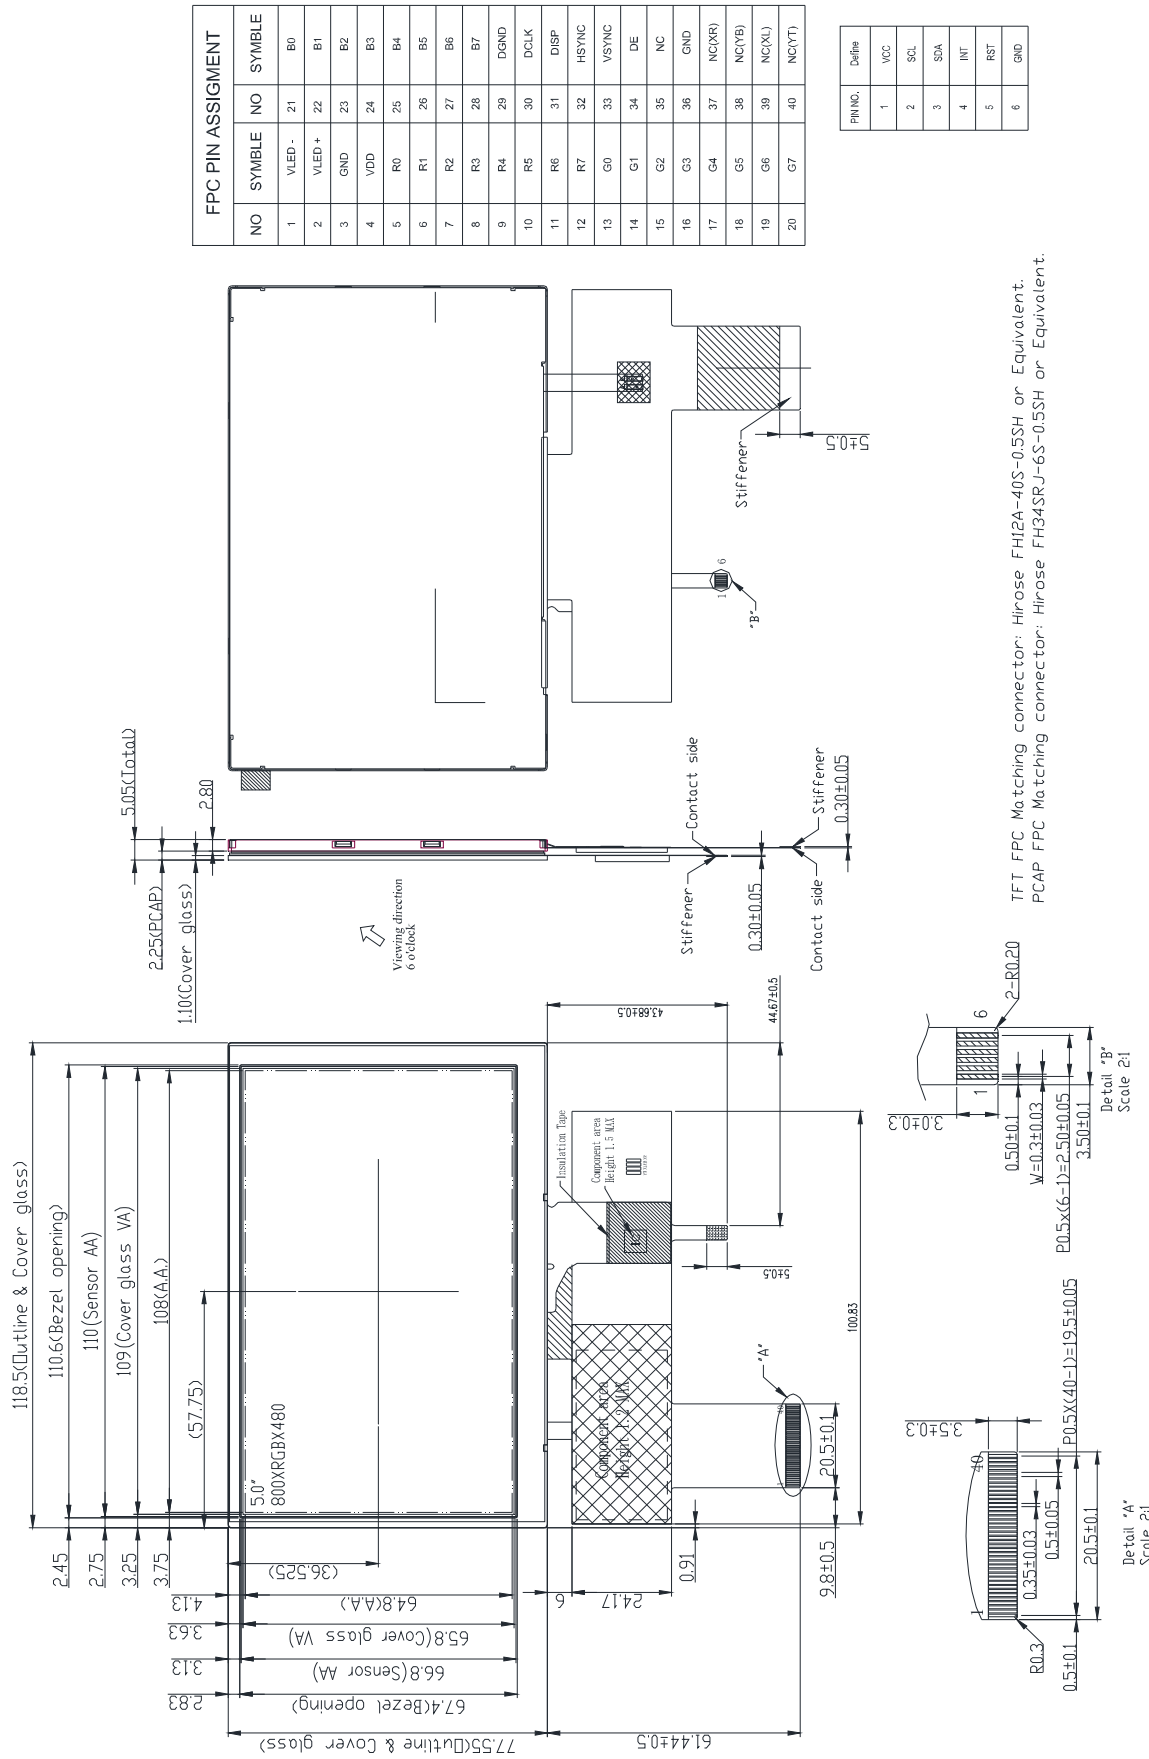 FPC PIN ASSIGMENT
NO SYMBLE NO SYMBLE
1 VLED - 21 B0
2 VLED + 22 B1
3 GND 23 B2
4 VDD 24 B3
5 R0 25 B4
6 R1 26 B5
7 R2 27 B6
8 R3 28 B7
9 R4 29 DGND
10 R5 30 DCLK
11 R6 31 DISP
12 R7 32 HSYNC
13 G0 33 VSYNC
14 G1 34 DE
15 G2 35 NC
16 G3 36 GND
17 G4 37 NC(XR)
18 G5 38 NC(YB)
19 G6 39 NC(XL)
20 G7 40 NC(YT)
PIN NO. Define
1 VCC
2 SCL
3 SDA
4 INT
5 RST
6 GND
Stiffener
5±0.5
1 6
"B"
TFT FPC Matching connector: Hirose FH12A-40S-0.5SH or Equivalent.
PCAP FPC Matching connector: Hirose FH34SRJ-6S-0.5SH or Equivalent.
5.05(Total)
2.80
2.25(PCAP)
1.10(Cover glass)
Viewing direction
6 o'clock
Contact side
Stiffener
0.30±0.05
Stiffener
Contact side
0.30±0.05
118.5(Outline & Cover glass)
110.6(Bezel opening)
110(Sensor AA)
109(Cover glass VA)
108(A.A.)
(57.75)
2.45
2.75
3.25
3.75
5.0"
800XRGBX480
(36.525)
4.13
64.8(A.A.)
3.63
65.8(Cover glass VA)
3.13
66.8(Sensor AA)
2.83
67.4(Bezel opening)
77.55(Outline & Cover glass)
61.44±0.5
6
24.17
0.91
9.8±0.5
20.5±0.1
100.83
44.67±0.5
43.68±0.5
5±0.5
Insulation Tape
Component area
Height 1.5 MAX
Component area
Height 1.2 MAX
1 40
"A"
3.0±0.3
1 6
2-R0.20
0.50±0.1
W=0.3±0.03
P0.5x(6-1)=2.50±0.05
3.50±0.1
Detail "B"
Scale 2:1
3.5±0.3
1 40
R0.3
0.5±0.1
0.35±0.03
0.5±0.05
P0.5X(40-1)=19.5±0.05
20.5±0.1
Detail "A"
Scale 2:1